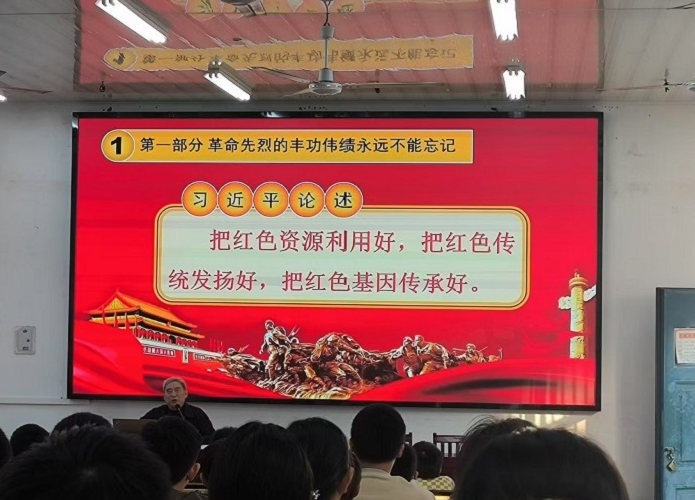 1 第一部分 革命先烈的丰功伟绩永远不能忘记
习近平论述
把红色资源利用好，把红色传
统发扬好，把红色基因传承好。